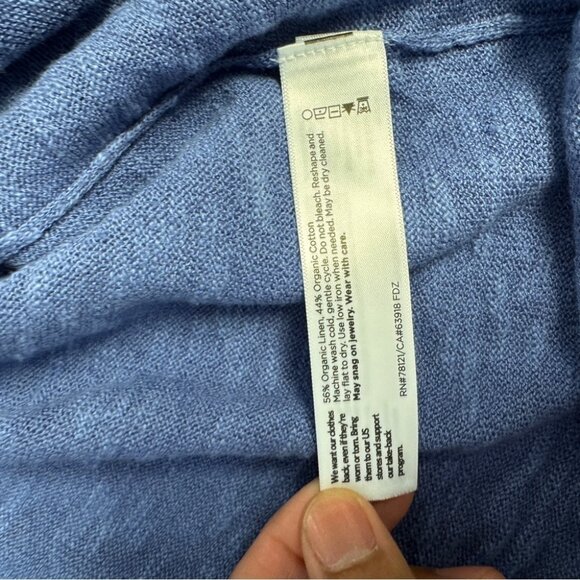 We want our clothes
back, even if they're
worn or torn. Bring
them to our US
stores and support
our take-back
program.
56% Organic Linen, 44% Organic Cotton
Machine wash cold, gentle cycle. Do not bleach. Reshape and
lay flat to dry. Use low iron when needed. May be dry cleaned.
May snag on jewelry. Wear with care.
RN#78121/CA#63918 FDZ